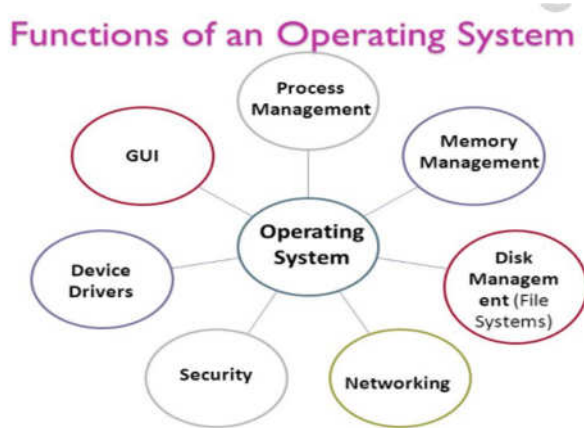 Functions of an Operating System
Process
Management
GUI
Memory
Management
Operating
System
Device
Drivers
Disk
Managem
ent (File
Systems)
Security
Networking